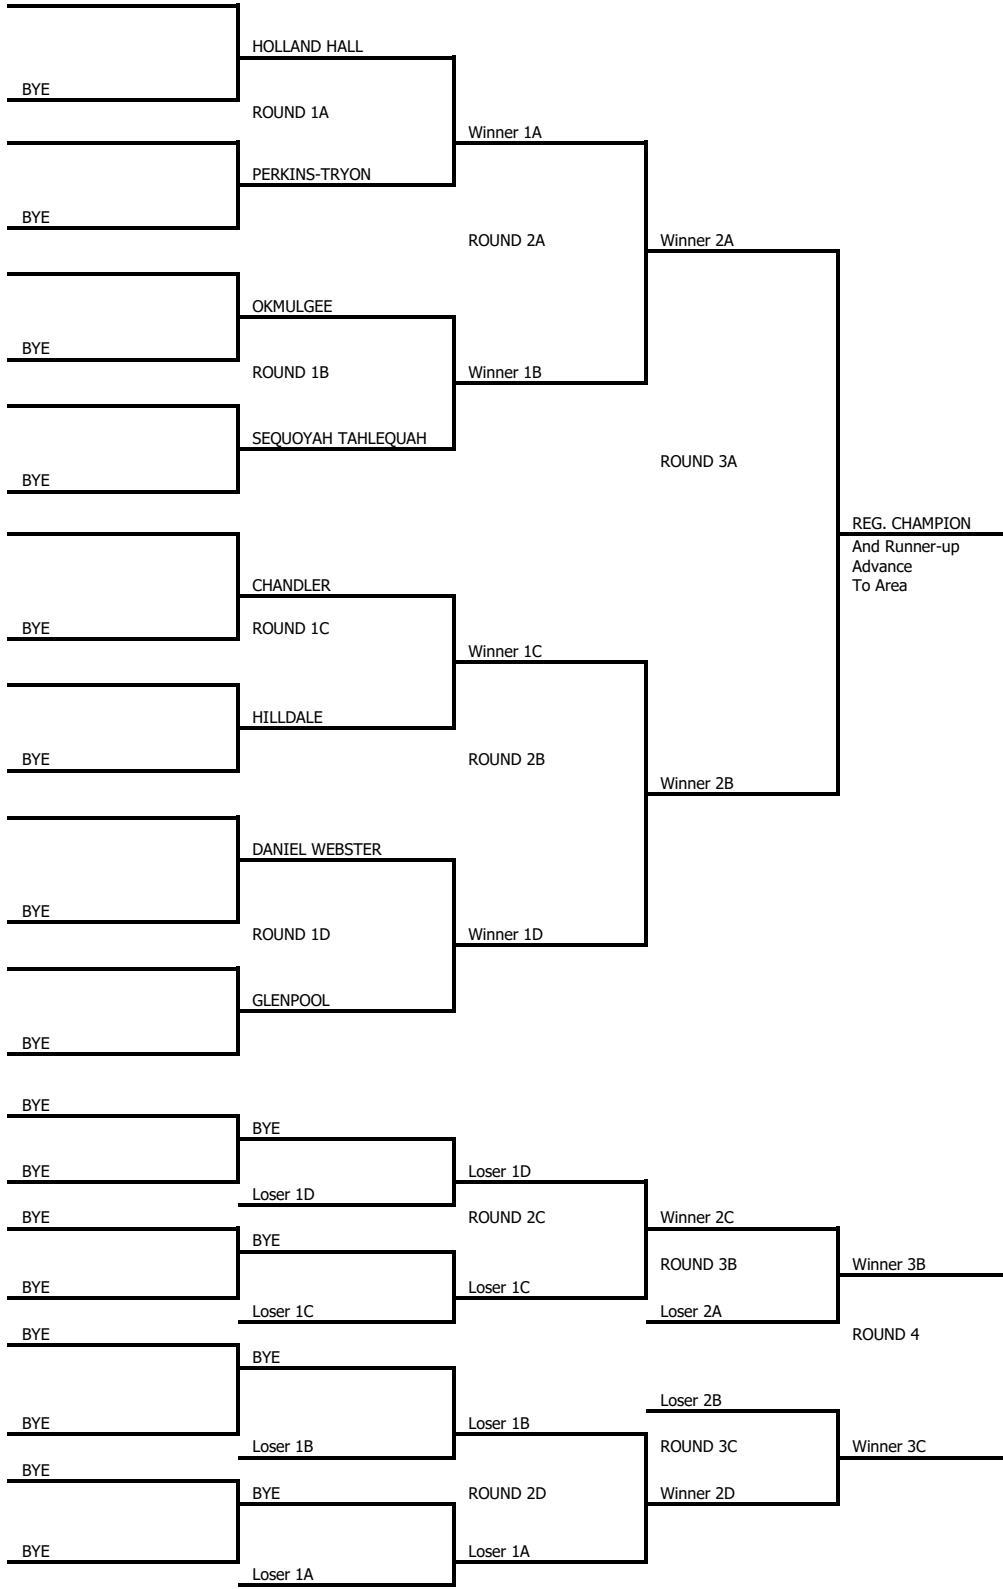 HOLLAND HALL
BYE
ROUND 1A
Winner 1A
PERKINS-TRYON
BYE
ROUND 2A
Winner 2A
OKMULGEE
BYE
ROUND 1B
Winner 1B
SEQUOYAH TAHLEQUAH
ROUND 3A
BYE
REG. CHAMPION
And Runner-up
Advance
To Area
CHANDLER
BYE
ROUND 1C
Winner 1C
HILLDALE
BYE
ROUND 2B
Winner 2B
DANIEL WEBSTER
BYE
ROUND 1D
Winner 1D
GLENPOOL
BYE
BYE
BYE
BYE
Loser 1D
Loser 1D
BYE
ROUND 2C
Winner 2C
BYE
ROUND 3B
Winner 3B
BYE
Loser 1C
Loser 1C
Loser 2A
BYE
ROUND 4
BYE
Loser 2B
BYE
Loser 1B
Loser 1B
ROUND 3C
Winner 3C
BYE
BYE
ROUND 2D
Winner 2D
BYE
Loser 1A
Loser 1A